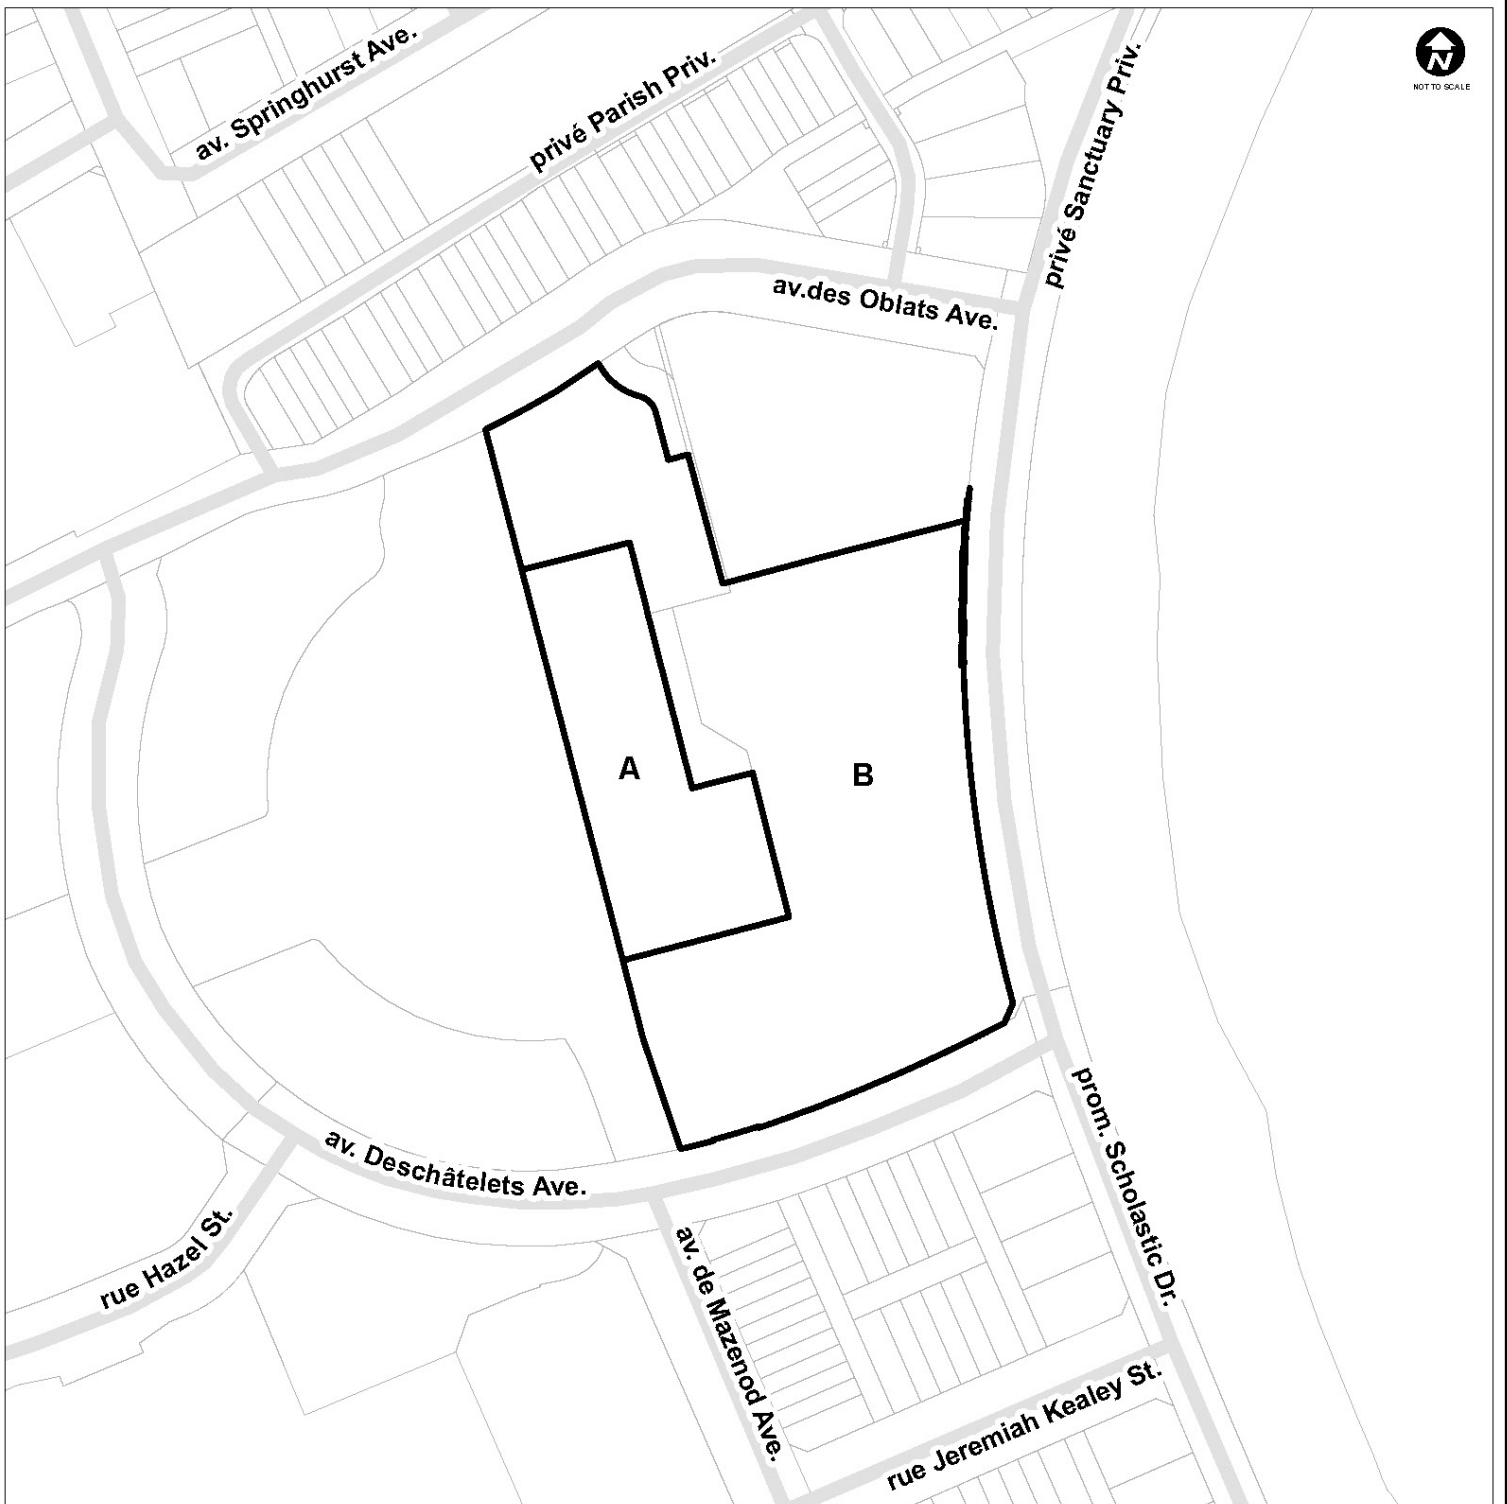 av. Springhurst Ave.
privé Parish Priv.
privé Sanctuary Priv.
N
NOT TO SCALE
av.des Oblats Ave.
A
B
av. Deschâtelets Ave.
rue Hazel St.
av. de Mazenod Ave.
prom. Scholastic Dr.
rue Jeremiah Kealey St.